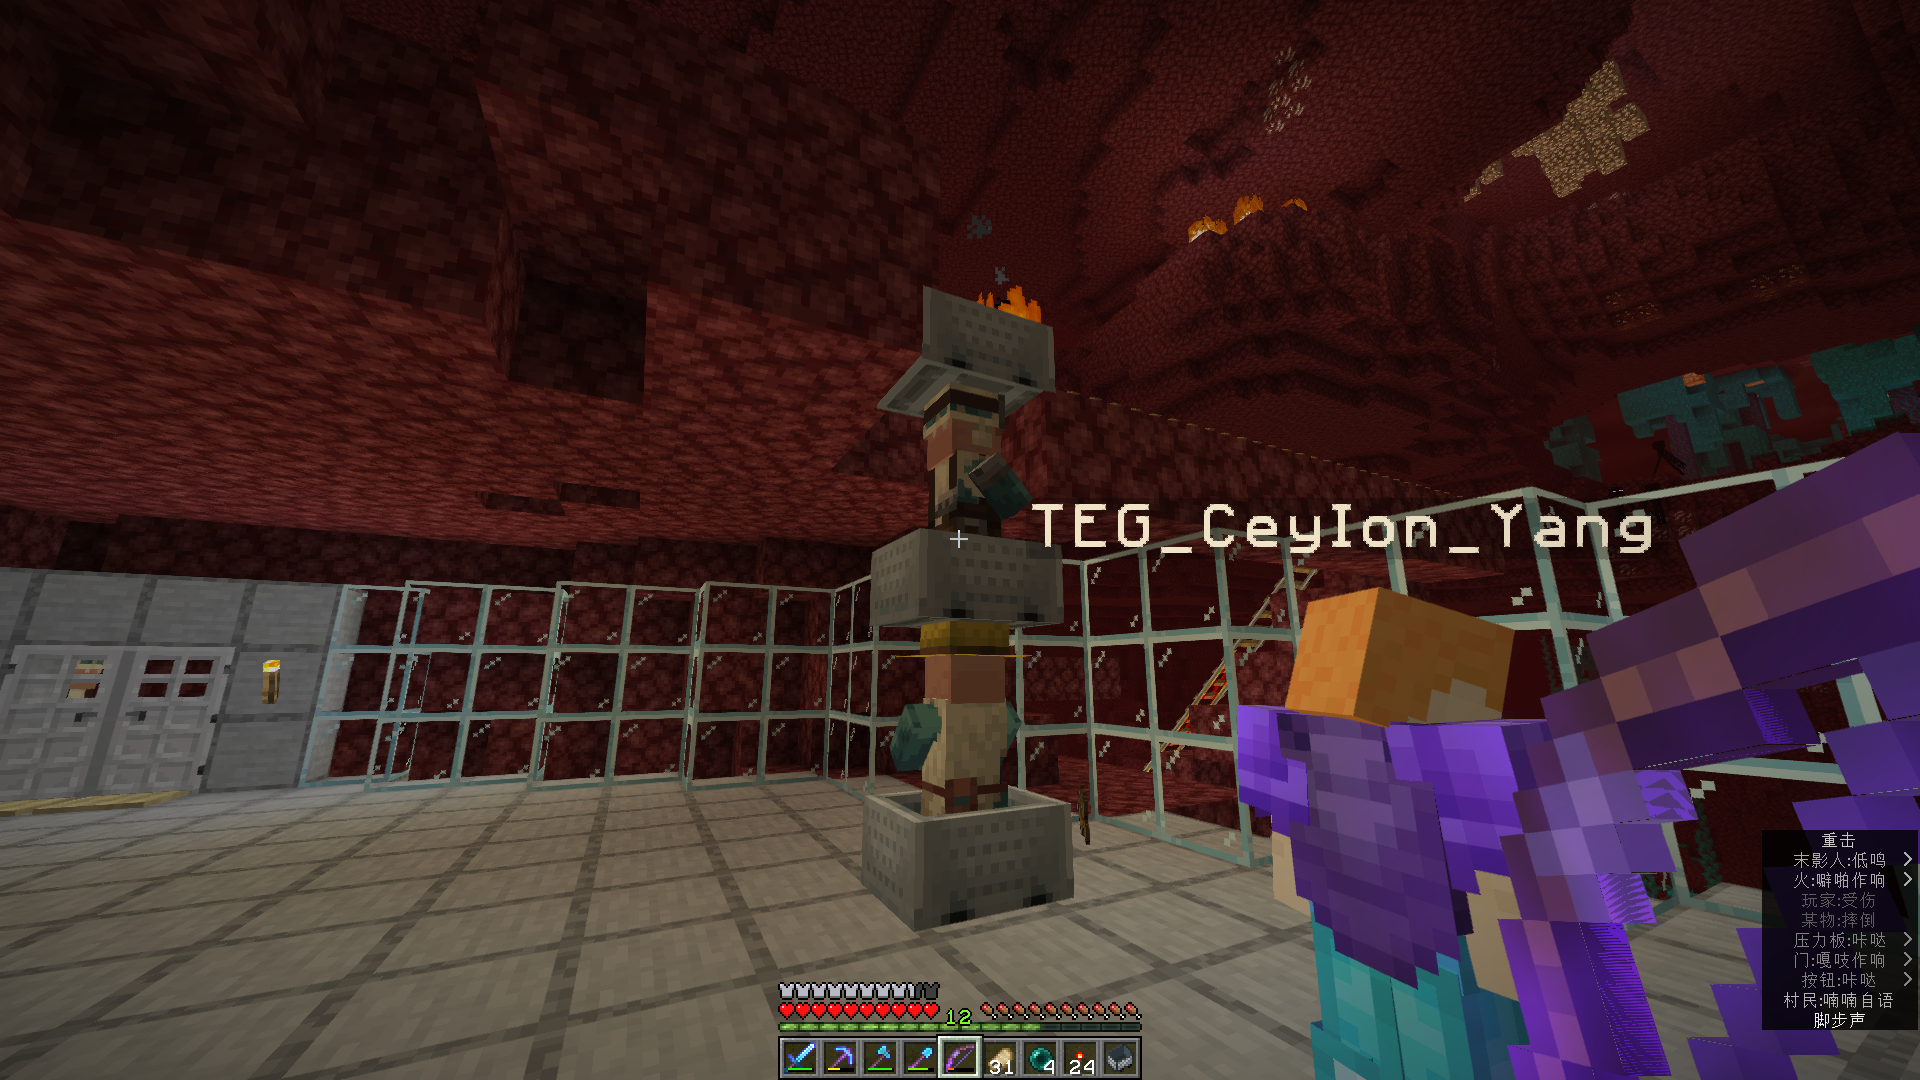 TEG_CeyIon_Yang
重击
末影人:低鸣 >
火:噼啪作响 >
玩家:受伤
某物:摔倒
压力板:咔哒 >
门:嘎吱作响 >
按钮:咔哒 >
村民:喃喃自语
脚步声
12
31 4 24